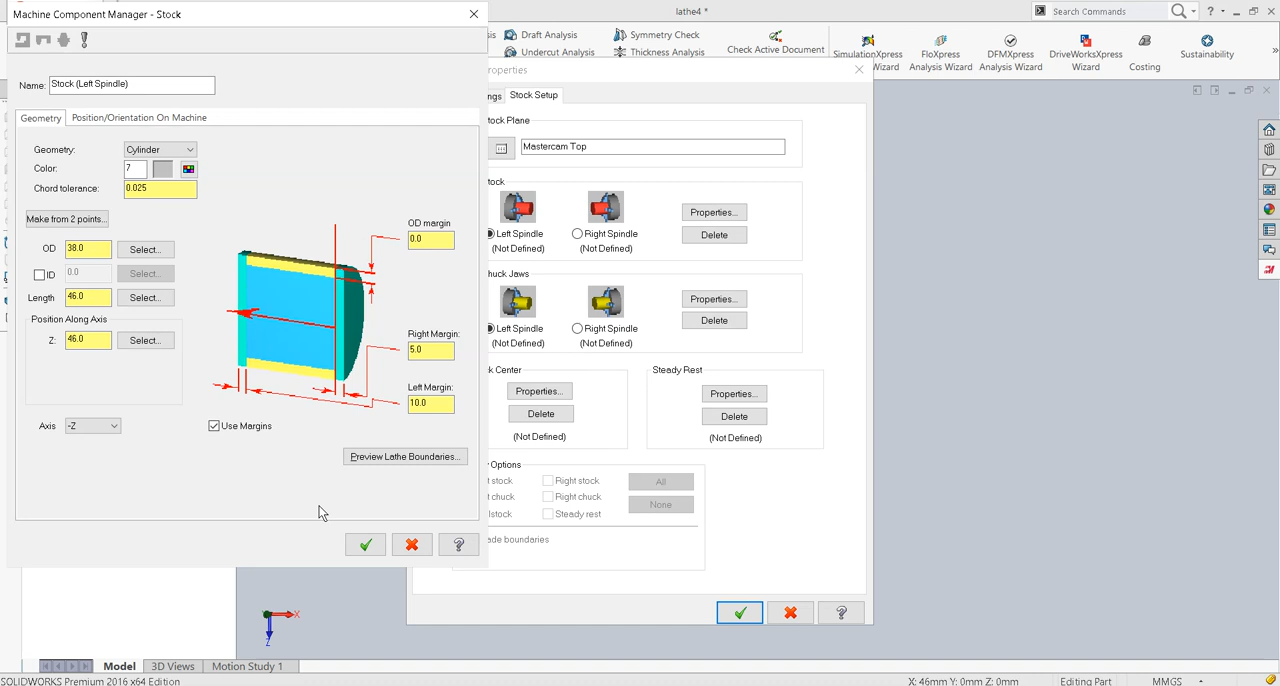 Machine Component Manager - Stock
lathe4 *
Search Commands
Draft Analysis
Symmetry Check
Undercut Analysis
Thickness Analysis
Check Active Document
SimulationXpress
Wizard
FloXpress
Analysis Wizard
DFMXpress
Analysis Wizard
DriveWorksXpress
Wizard
Costing
Sustainability
Name:
Stock (Left Spindle)
Geometry
Position/Orientation On Machine
Geometry:
Cylinder
Color:
7
Chord tolerance:
0.025
Make from 2 points...
OD
38.0
Select...
ID
0.0
Select...
Length
46.0
Select...
Position Along Axis
Z:
46.0
Select...
Axis
-Z
Use Margins
OD margin
0.0
Right Margin:
5.0
Left Margin:
10.0
Preview Lathe Boundaries...
roperties
ngs
Stock Setup
tock Plane
Mastercam Top
tock
Left Spindle
Right Spindle
(Not Defined)
(Not Defined)
Properties...
Delete
huck Jaws
Left Spindle
Right Spindle
(Not Defined)
(Not Defined)
Properties...
Delete
k Center
Properties...
Delete
(Not Defined)
Steady Rest
Properties...
Delete
(Not Defined)
y Options
t stock
Right stock
All
t chuck
Right chuck
None
lstock
Steady rest
ade boundaries
X
Z
Model
3D Views
Motion Study 1
SOLIDWORKS Premium 2016 x64 Edition
X: 46mm Y: 0mm Z: 0mm
Editing Part
MMGS